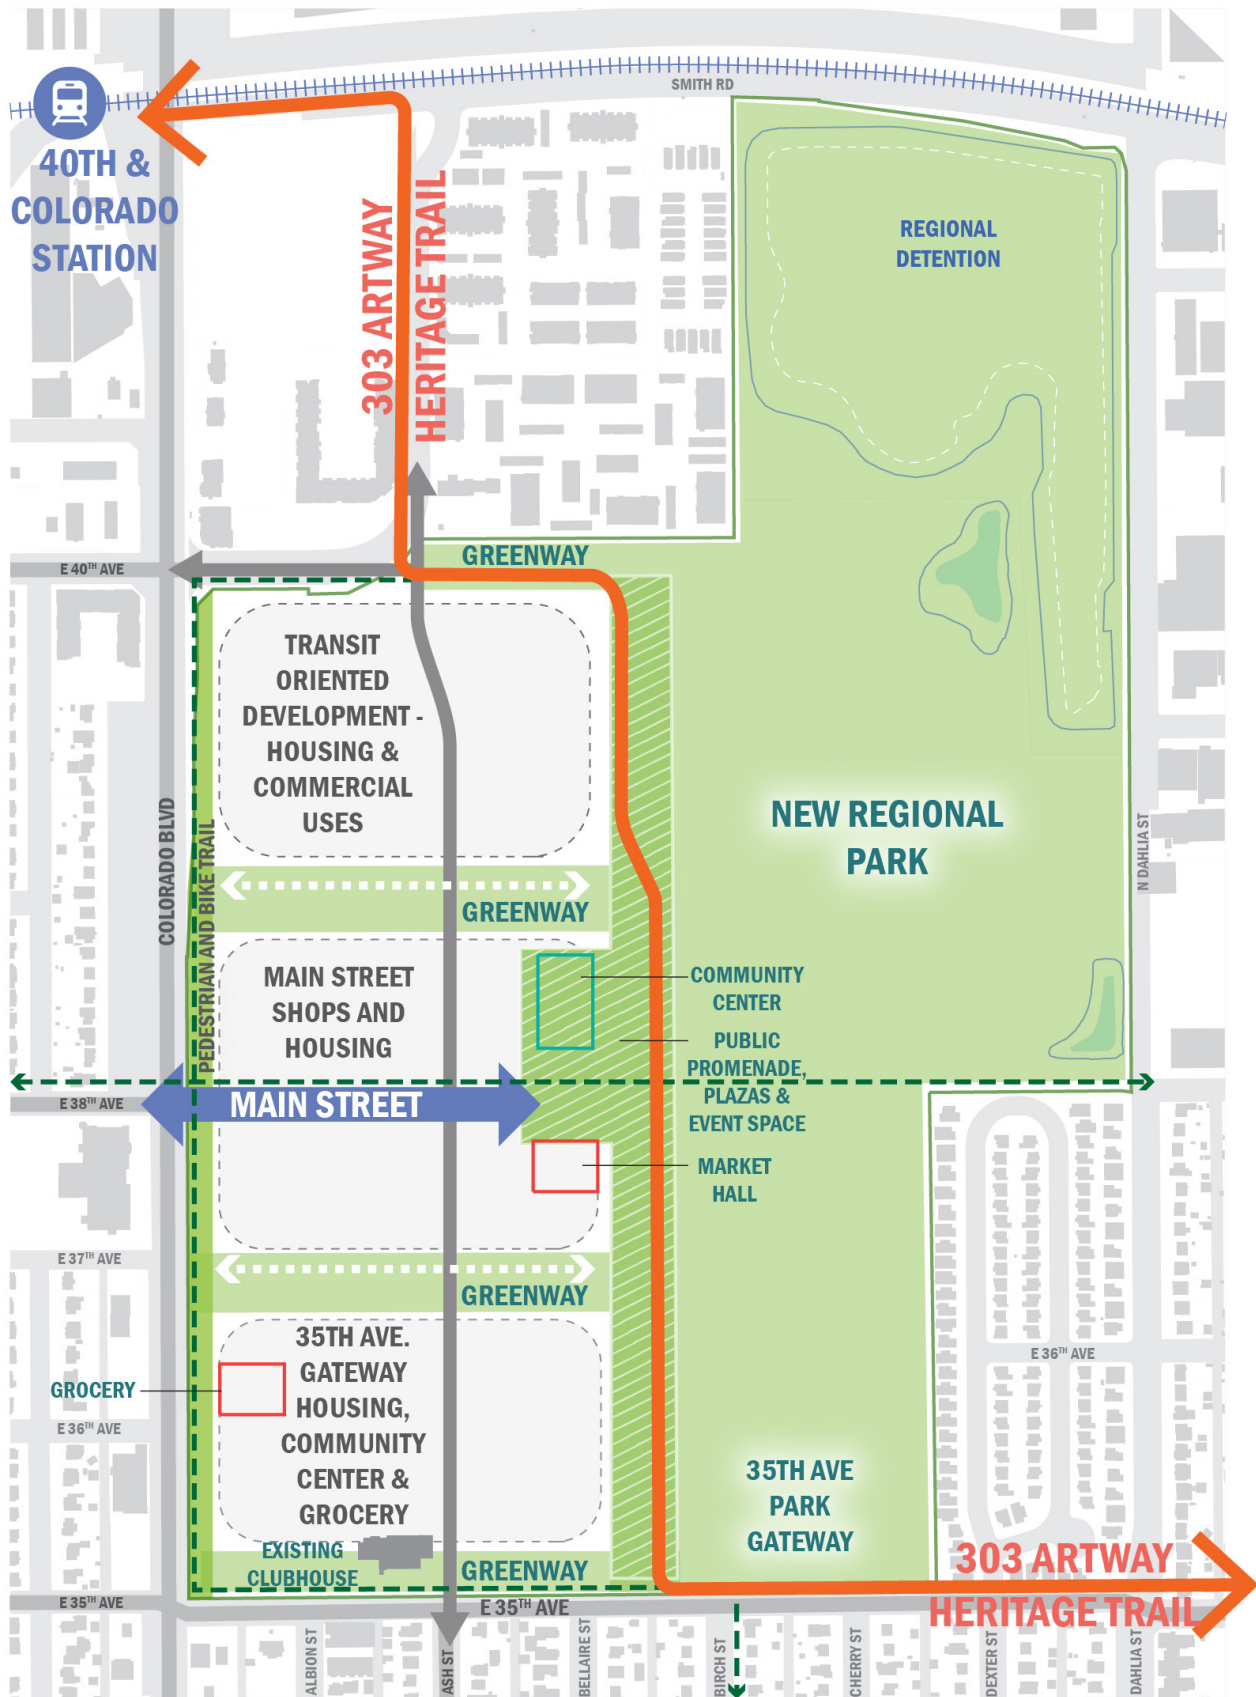 SMITH RD
40TH &
COLORADO
STATION
303 ARTWAY
HERITAGE TRAIL
REGIONAL
DETENTION
GREENWAY
E 40TH AVE
TRANSIT
ORIENTED
DEVELOPMENT -
HOUSING &
COMMERCIAL
USES
NEW REGIONAL
PARK
COLORADO BLVD
PEDESTRIAN AND BIKE TRAIL
N DAHLIA ST
GREENWAY
MAIN STREET
SHOPS AND
HOUSING
COMMUNITY
CENTER
PUBLIC
PROMENADE,
PLAZAS &
EVENT SPACE
E 38TH AVE
MAIN STREET
MARKET
HALL
E 37TH AVE
GREENWAY
35TH AVE.
GATEWAY
HOUSING,
COMMUNITY
CENTER &
GROCERY
GROCERY
E 36TH AVE
E 36TH AVE
35TH AVE
PARK
GATEWAY
EXISTING
CLUBHOUSE
GREENWAY
303 ARTWAY
HERITAGE TRAIL
E 35TH AVE
E 35TH AVE
ALBION ST
ASH ST
BELLAIRE ST
BIRCH ST
CHERRY ST
DEXTER ST
DAHLIA ST